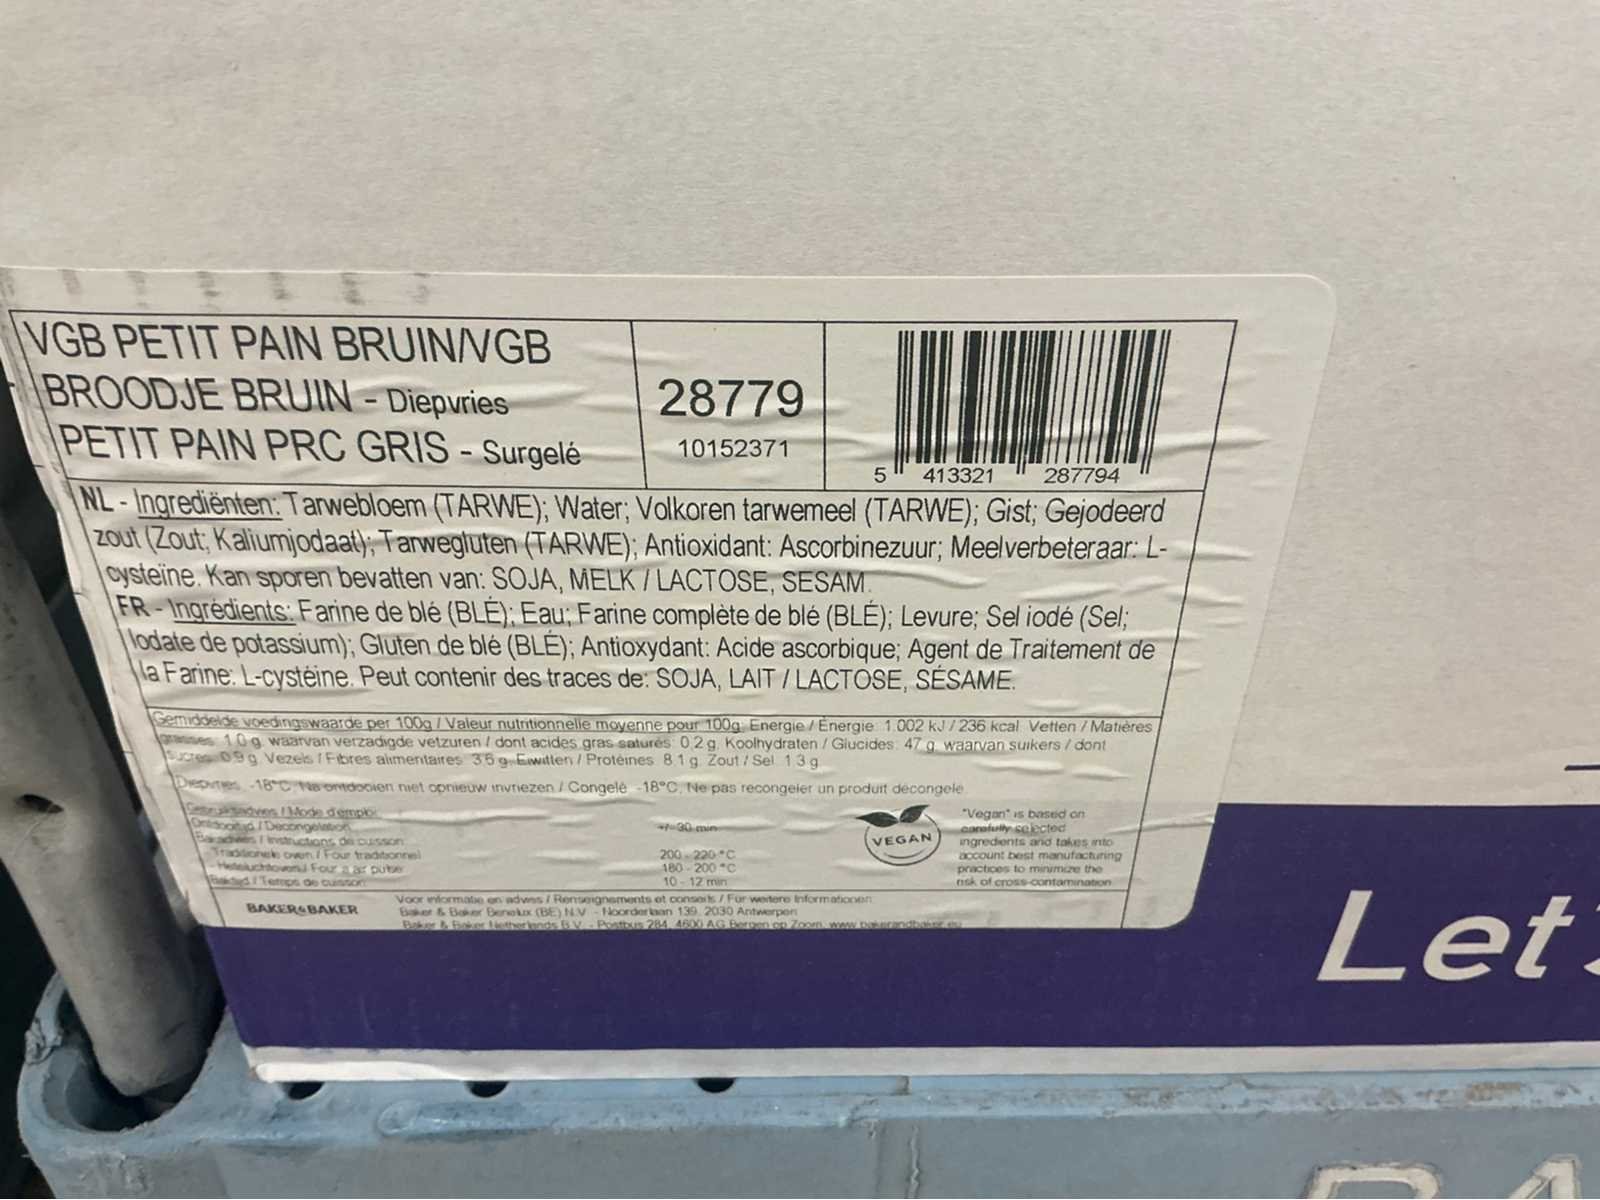 VGB PETIT PAIN BRUIN/VGB
BROODJE BRUIN - Diepvries
PETIT PAIN PRC GRIS - Surgelé
28779
10152371
5 413321 287794
NL - Ingrediënten: Tarwebloem (TARWE); Water; Volkoren tarwemeel (TARWE); Gist; Gejodeerd
zout (Zout; Kaliumjodaat); Tarwegluten (TARWE); Antioxidant: Ascorbinezuur; Meelverbeteraar: L-
cysteïne. Kan sporen bevatten van: SOJA, MELK / LACTOSE, SESAM.
FR - Ingrédients: Farine de blé (BLÉ); Eau; Farine complète de blé (BLÉ); Levure; Sel iodé (Sel;
Iodate de potassium); Gluten de blé (BLÉ); Antioxydant: Acide ascorbique; Agent de Traitement de
la Farine: L-cystéine. Peut contenir des traces de: SOJA, LAIT / LACTOSE, SÉSAME.
Gemiddelde voedingswaarde per 100g / Valeur nutritionnelle moyenne pour 100g: Energie / Énergie 1.002 kJ / 236 kcal Vetten / Matières
grasses 1,0 g. waarvan verzadigde vetzuren / dont acides gras saturés 0,2 g. Koolhydraten / Glucides: 47 g. waarvan suikers / dont
sucres 0,9 g. Vezels / Fibres alimentaires 3,6 g. Eiwitten / Protéines 8,1 g. Zout / Sel 1,3 g
Diepvries -18°C, Na ontdooien niet opnieuw invriezen / Congelé -18°C, Ne pas recongeler un produit décongelé
Gebruiksadvies / Mode d'emploi
Ontdooitijd / Décongélation +/- 30 min
Bakadvies / Instructions de cuisson
Traditionele oven / Four traditionnel 200 - 220 °C
Heteluchtoven / Four à air pulsé 180 - 200 °C
Baktijd / Temps de cuisson 10 - 12 min
VEGAN
"Vegan" is based on
carefully selected
ingredients and takes into
account best manufacturing
practices to minimize the
risk of cross-contamination
BAKER&BAKER
Voor informatie en advies / Renseignements et conseils / For further Informationen
Baker & Baker Benelux (BE) N.V. - Noorderlaan 139, 2030 Antwerpen
Baker & Baker Netherlands B.V. - Postbus 284, 4600 AG Bergen op Zoom, www.bakerandbaker.eu
Let